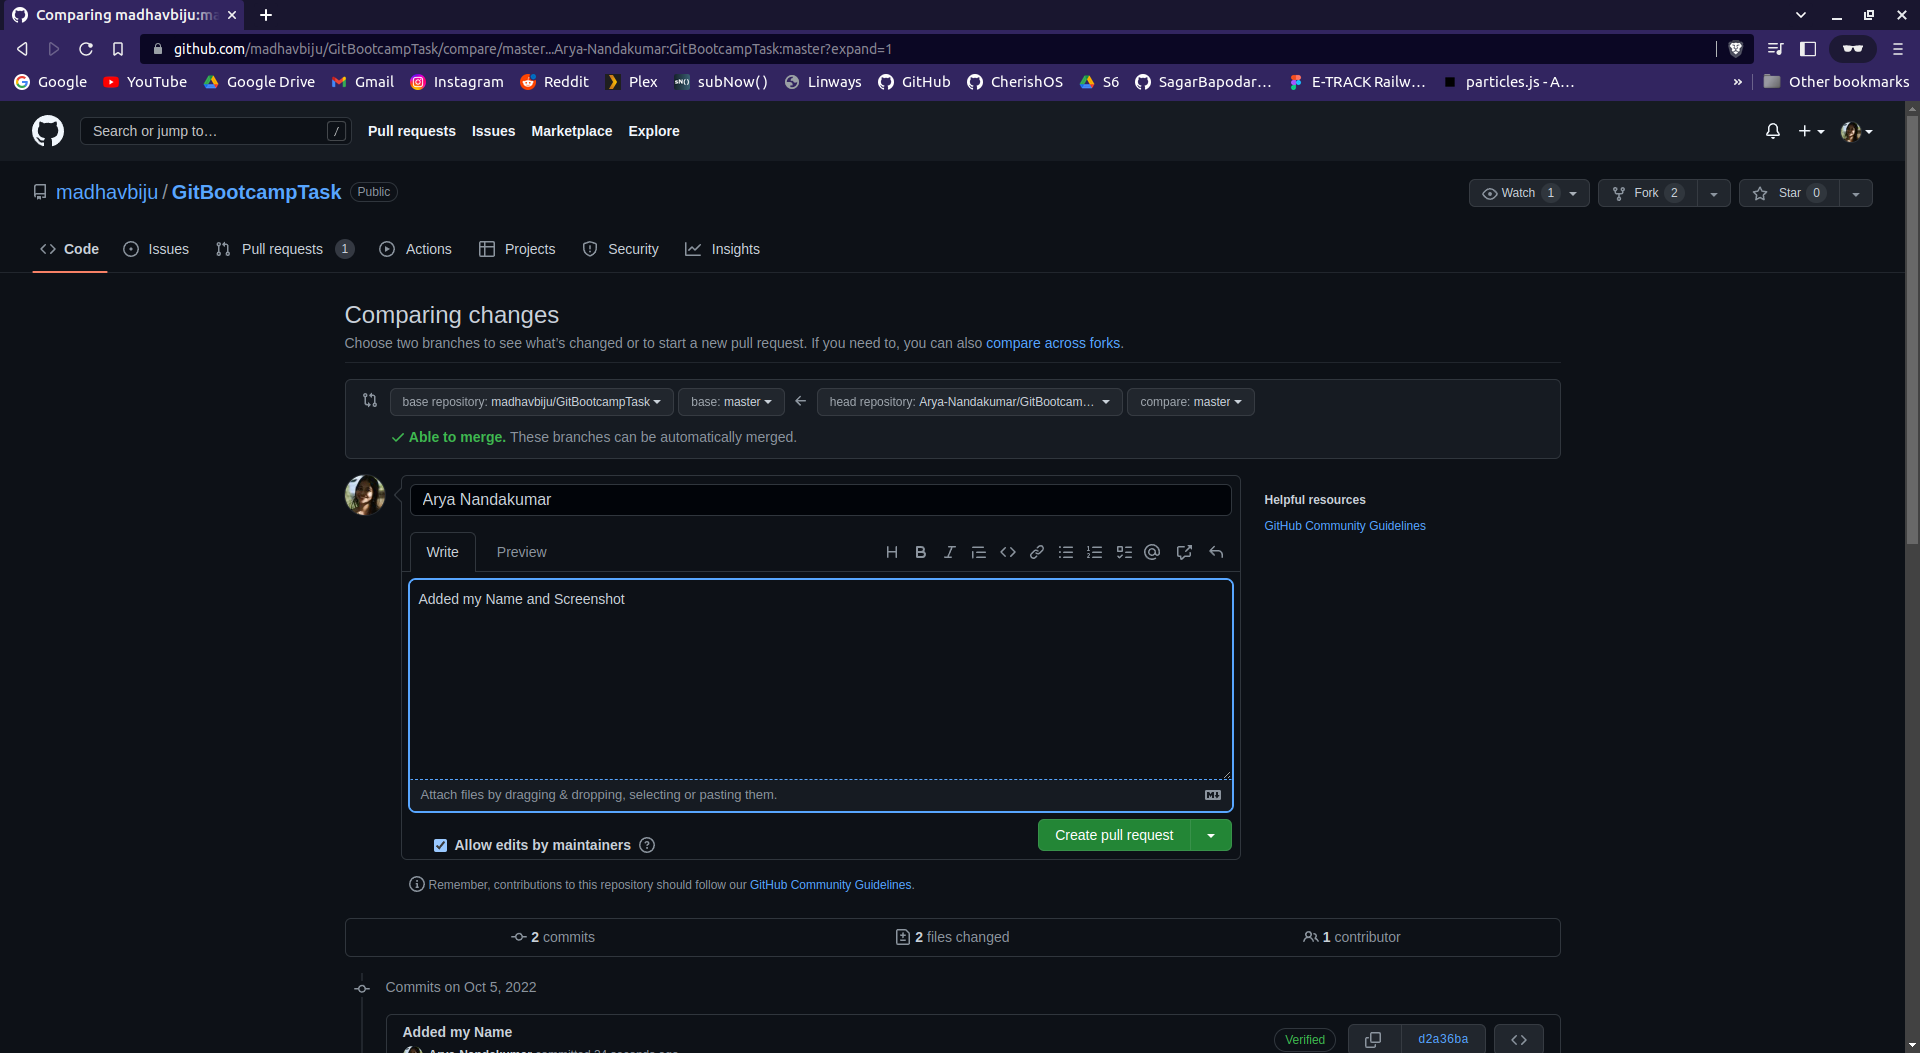 Comparing madhavbiju:ma
github.com/madhavbiju/GitBootcampTask/compare/master...Arya-Nandakumar:GitBootcampTask:master?expand=1
Google YouTube Google Drive Gmail Instagram Reddit Plex sN() subNow() Linways GitHub CherishOS S6 SagarBapodar... E-TRACK Railw... particles.js - A... » Other bookmarks
Search or jump to... / Pull requests Issues Marketplace Explore
madhavbiju / GitBootcampTask Public Watch 1 Fork 2 Star 0
Code Issues Pull requests 1 Actions Projects Security Insights
Comparing changes
Choose two branches to see what's changed or to start a new pull request. If you need to, you can also compare across forks.
base repository: madhavbiju/GitBootcampTask base: master head repository: Arya-Nandakumar/GitBootcam... compare: master
Able to merge. These branches can be automatically merged.
Arya Nandakumar
Helpful resources
GitHub Community Guidelines
Write Preview
Added my Name and Screenshot
Attach files by dragging & dropping, selecting or pasting them.
Allow edits by maintainers Create pull request
Remember, contributions to this repository should follow our GitHub Community Guidelines.
2 commits 2 files changed 1 contributor
Commits on Oct 5, 2022
Added my Name
Verified d2a36ba
Arya-Nandakumar committed 24 seconds ago